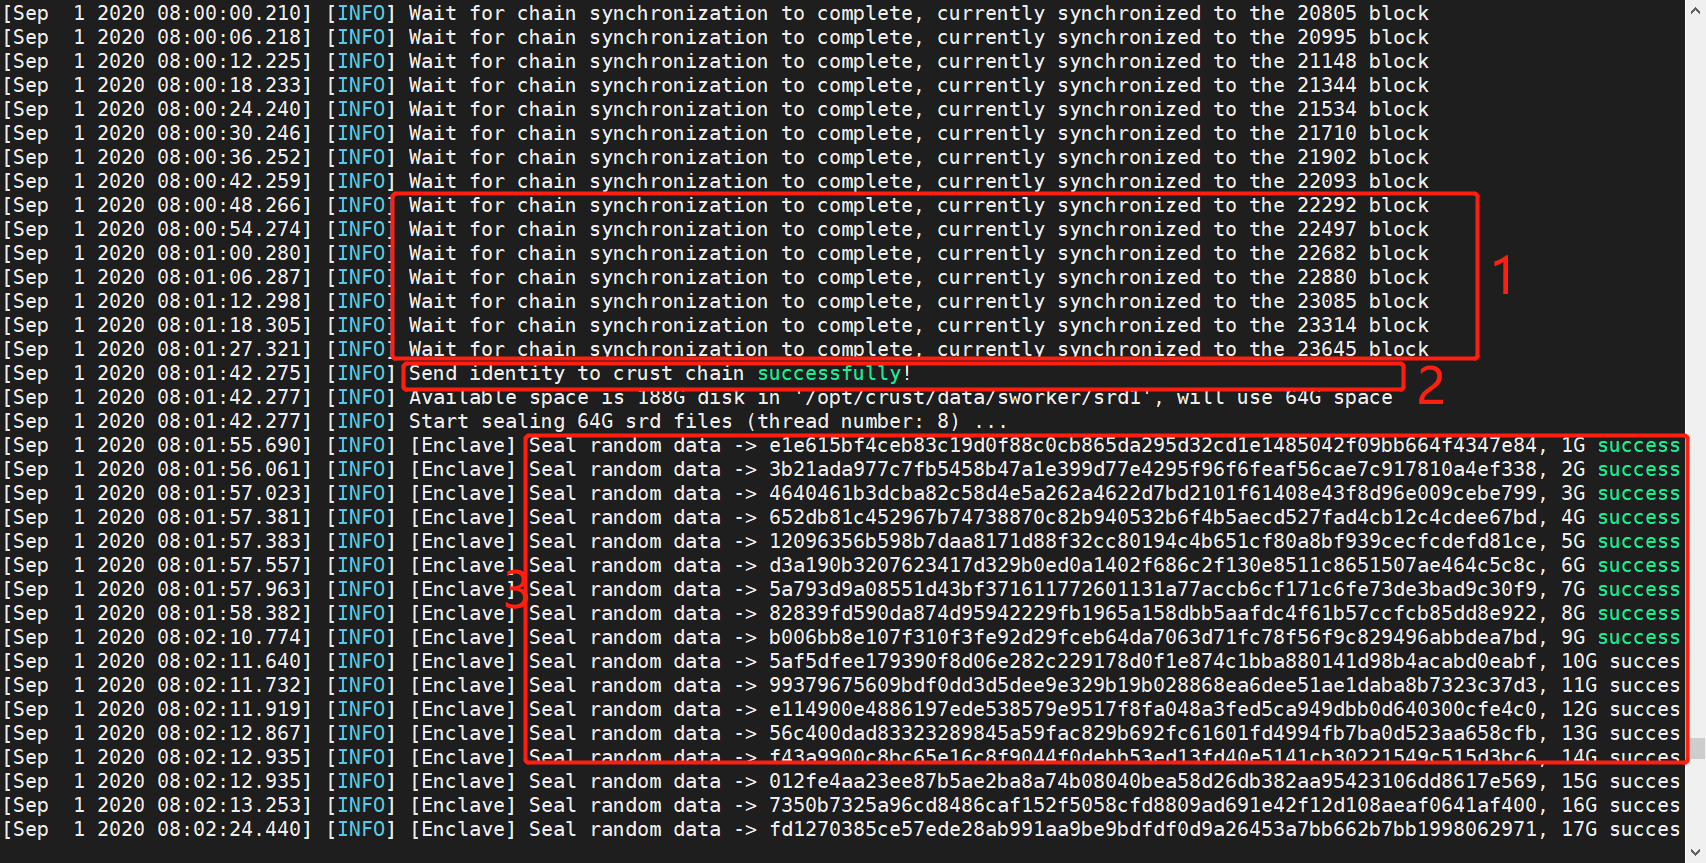 [Sep  1 2020 08:00:00.210] [INFO] Wait for chain synchronization to complete, currently synchronized to the 20805 block
[Sep  1 2020 08:00:06.218] [INFO] Wait for chain synchronization to complete, currently synchronized to the 20995 block
[Sep  1 2020 08:00:12.225] [INFO] Wait for chain synchronization to complete, currently synchronized to the 21148 block
[Sep  1 2020 08:00:18.233] [INFO] Wait for chain synchronization to complete, currently synchronized to the 21344 block
[Sep  1 2020 08:00:24.240] [INFO] Wait for chain synchronization to complete, currently synchronized to the 21534 block
[Sep  1 2020 08:00:30.246] [INFO] Wait for chain synchronization to complete, currently synchronized to the 21710 block
[Sep  1 2020 08:00:36.252] [INFO] Wait for chain synchronization to complete, currently synchronized to the 21902 block
[Sep  1 2020 08:00:42.259] [INFO] Wait for chain synchronization to complete, currently synchronized to the 22093 block
[Sep  1 2020 08:00:48.266] [INFO] Wait for chain synchronization to complete, currently synchronized to the 22292 block
[Sep  1 2020 08:00:54.274] [INFO] Wait for chain synchronization to complete, currently synchronized to the 22497 block
[Sep  1 2020 08:01:00.280] [INFO] Wait for chain synchronization to complete, currently synchronized to the 22682 block
[Sep  1 2020 08:01:06.287] [INFO] Wait for chain synchronization to complete, currently synchronized to the 22880 block
1
[Sep  1 2020 08:01:12.298] [INFO] Wait for chain synchronization to complete, currently synchronized to the 23085 block
[Sep  1 2020 08:01:18.305] [INFO] Wait for chain synchronization to complete, currently synchronized to the 23314 block
[Sep  1 2020 08:01:27.321] [INFO] Wait for chain synchronization to complete, currently synchronized to the 23645 block
[Sep  1 2020 08:01:42.275] [INFO] Send identity to crust chain successfully!
2
[Sep  1 2020 08:01:42.277] [INFO] Available space is 188G disk in '/opt/crust/data/sworker/srd1', will use 64G space
[Sep  1 2020 08:01:42.277] [INFO] Start sealing 64G srd files (thread number: 8) ...
[Sep  1 2020 08:01:55.690] [INFO] [Enclave] Seal random data -> e1e615bf4ceb83c19d0f88c0cb865da295d32cd1e1485042f09bb664f4347e84, 1G success
[Sep  1 2020 08:01:56.061] [INFO] [Enclave] Seal random data -> 3b21ada977c7fb5458b47a1e399d77e4295f96f6feaf56cae7c917810a4ef338, 2G success
[Sep  1 2020 08:01:57.023] [INFO] [Enclave] Seal random data -> 4640461b3dcba82c58d4e5a262a4622d7bd2101f61408e43f8d96e009cebe799, 3G success
[Sep  1 2020 08:01:57.381] [INFO] [Enclave] Seal random data -> 652db81c452967b74738870c82b940532b6f4b5aecd527fad4cb12c4cdee67bd, 4G success
[Sep  1 2020 08:01:57.383] [INFO] [Enclave] Seal random data -> 12096356b598b7daa8171d88f32cc80194c4b651cf80a8bf939cecfcdefd81ce, 5G success
[Sep  1 2020 08:01:57.557] [INFO] [Enclave] Seal random data -> d3a190b3207623417d329b0ed0a1402f686c2f130e8511c8651507ae464c5c8c, 6G success
3
[Sep  1 2020 08:01:57.963] [INFO] [Enclave] Seal random data -> 5a793d9a08551d43bf371611772601131a77accb6cf171c6fe73de3bad9c30f9, 7G success
[Sep  1 2020 08:01:58.382] [INFO] [Enclave] Seal random data -> 82839fd590da874d95942229fb1965a158dbb5aafdc4f61b57ccfcb85dd8e922, 8G success
[Sep  1 2020 08:02:10.774] [INFO] [Enclave] Seal random data -> b006bb8e107f310f3fe92d29fceb64da7063d71fc78f56f9c829496abbdea7bd, 9G success
[Sep  1 2020 08:02:11.640] [INFO] [Enclave] Seal random data -> 5af5dfee179390f8d06e282c229178d0f1e874c1bba880141d98b4acabd0eabf, 10G succes
[Sep  1 2020 08:02:11.732] [INFO] [Enclave] Seal random data -> 99379675609bdf0dd3d5dee9e329b19b028868ea6dee51ae1daba8b7323c37d3, 11G succes
[Sep  1 2020 08:02:11.919] [INFO] [Enclave] Seal random data -> e114900e4886197ede538579e9517f8fa048a3fed5ca949dbb0d640300cfe4c0, 12G succes
[Sep  1 2020 08:02:12.867] [INFO] [Enclave] Seal random data -> 56c400dad83323289845a59fac829b692fc61601fd4994fb7ba0d523aa658cfb, 13G succes
[Sep  1 2020 08:02:12.935] [INFO] [Enclave] Seal random data -> f43a9900c8bc65e16c8f9044f0debb53ed13fd40e5141cb30221549c515d3bc6, 14G succes
[Sep  1 2020 08:02:12.935] [INFO] [Enclave] Seal random data -> 012fe4aa23ee87b5ae2ba8a74b08040bea58d26db382aa95423106dd8617e569, 15G succes
[Sep  1 2020 08:02:13.253] [INFO] [Enclave] Seal random data -> 7350b7325a96cd8486caf152f5058cfd8809ad691e42f12d108aeaf0641af400, 16G succes
[Sep  1 2020 08:02:24.440] [INFO] [Enclave] Seal random data -> fd1270385ce57ede28ab991aa9be9bdfdf0d9a26453a7bb662b7bb1998062971, 17G succes